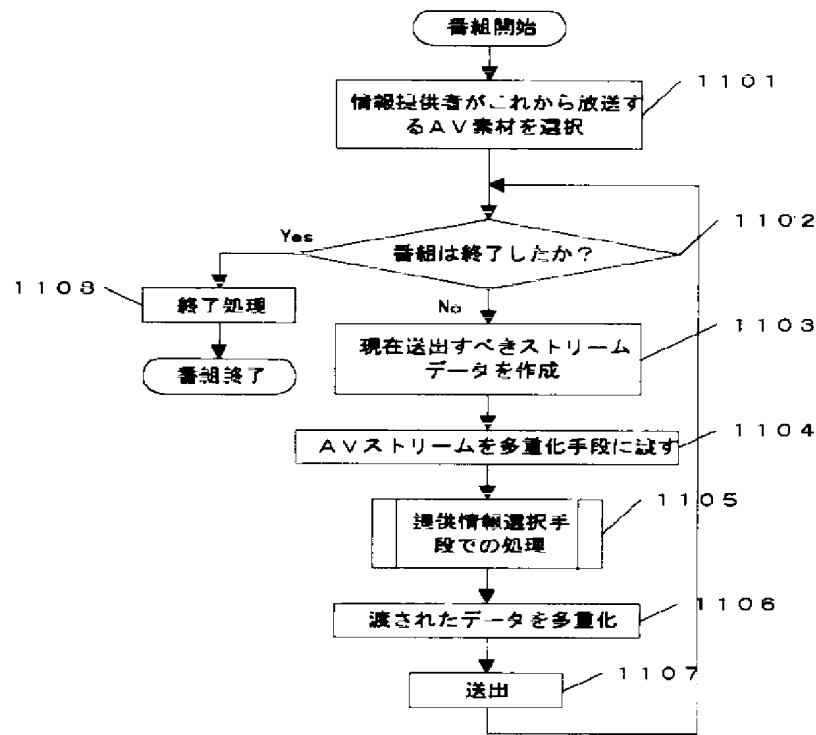 番組開始
情報提供者がこれから放送す
るAV素材を選択
1101
番組は終了したか？
1102
Yes
No
終了処理
1108
番組終了
現在送出すべきストリーム
データを作成
1103
AVストリームを多重化手段に渡す
1104
提供情報選択手
段での処理
1105
渡されたデータを多重化
1106
送出
1107